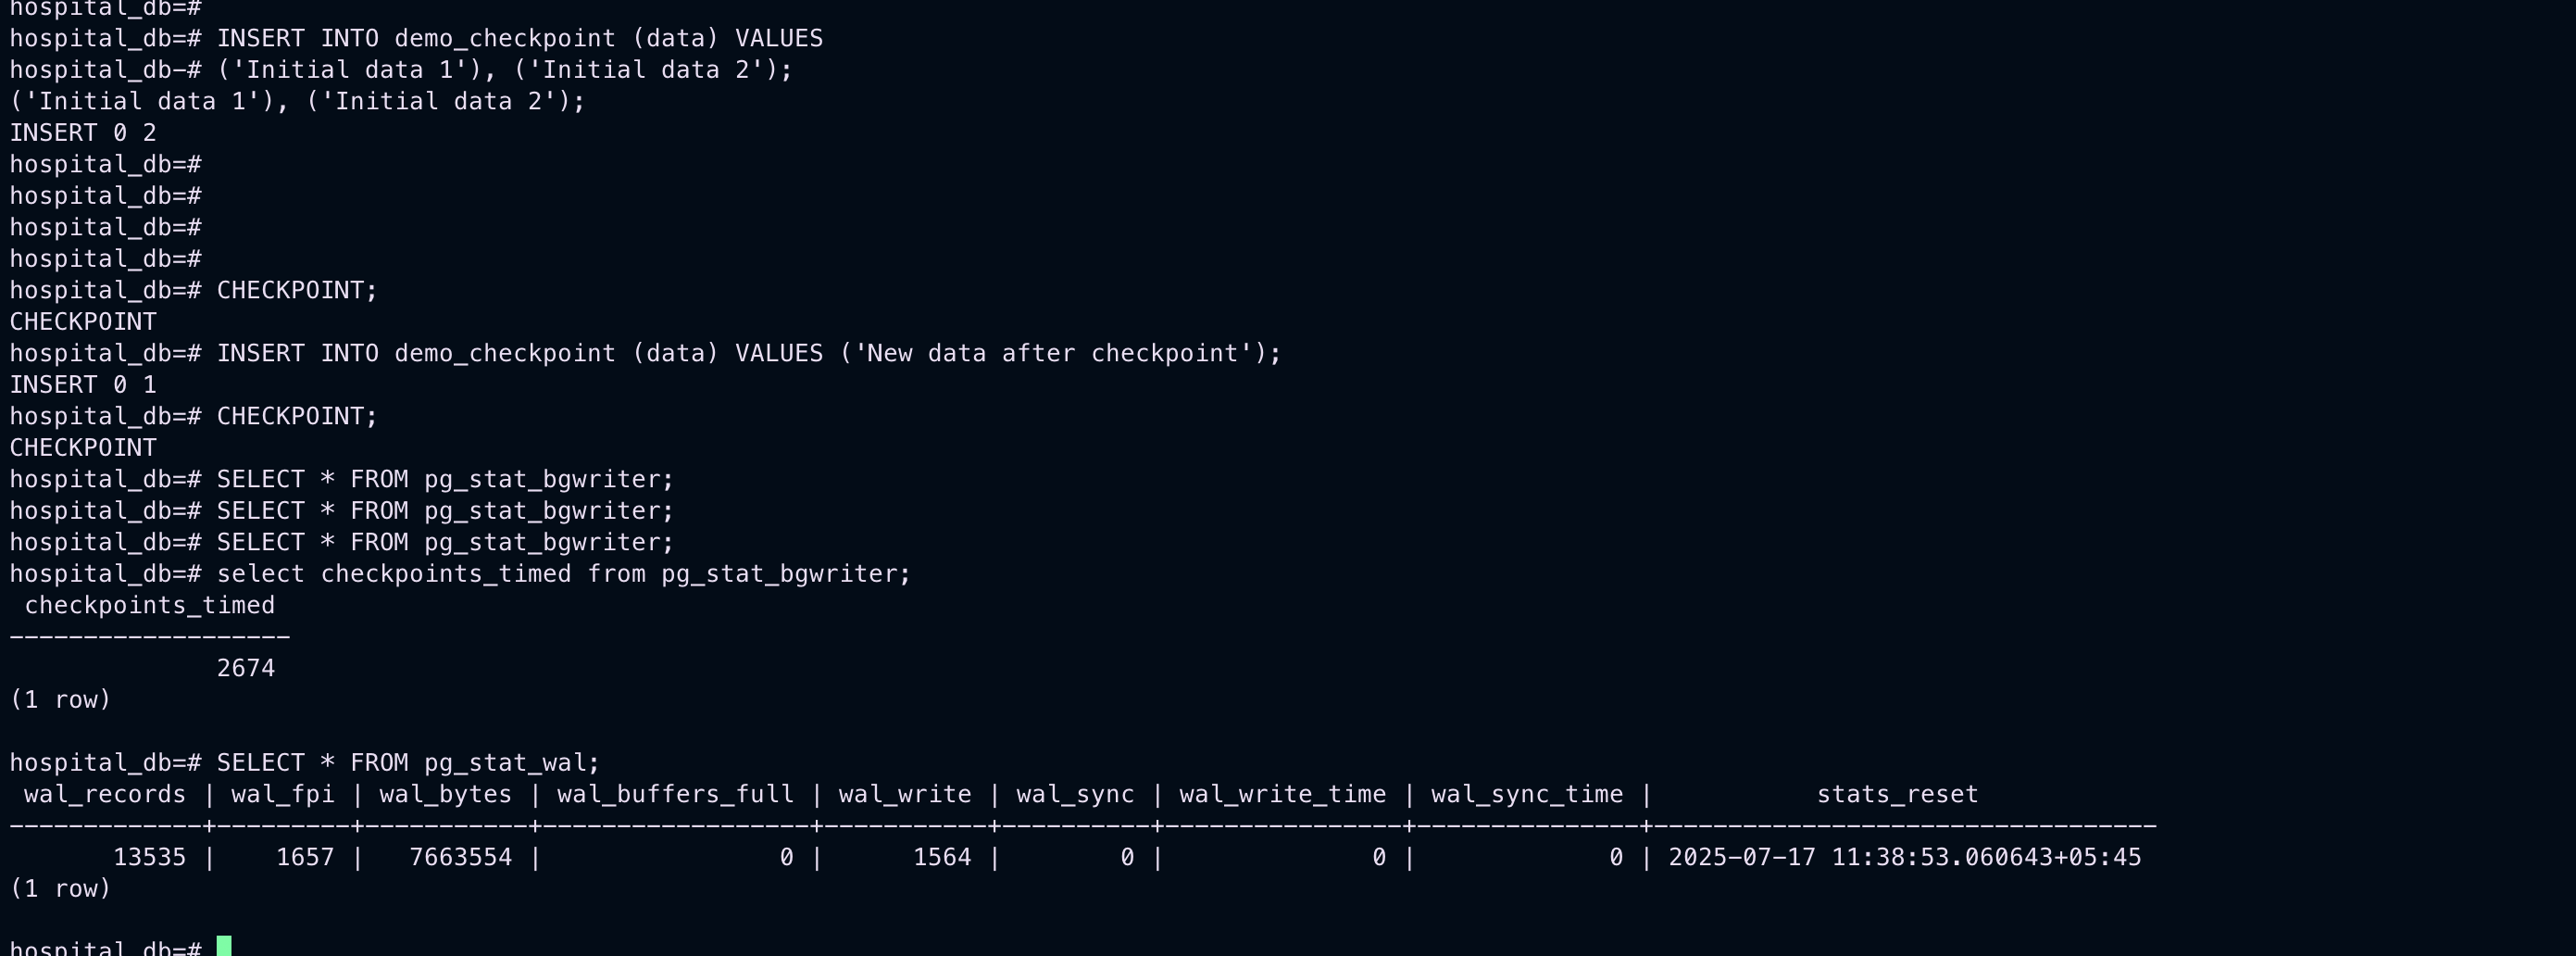 hospital_db=#
hospital_db=# INSERT INTO demo_checkpoint (data) VALUES
hospital_db-# ('Initial data 1'), ('Initial data 2');
('Initial data 1'), ('Initial data 2');
INSERT 0 2
hospital_db=#
hospital_db=#
hospital_db=#
hospital_db=#
hospital_db=# CHECKPOINT;
CHECKPOINT
hospital_db=# INSERT INTO demo_checkpoint (data) VALUES ('New data after checkpoint');
INSERT 0 1
hospital_db=# CHECKPOINT;
CHECKPOINT
hospital_db=# SELECT * FROM pg_stat_bgwriter;
hospital_db=# SELECT * FROM pg_stat_bgwriter;
hospital_db=# SELECT * FROM pg_stat_bgwriter;
hospital_db=# select checkpoints_timed from pg_stat_bgwriter;
 checkpoints_timed
-------------------
              2674
(1 row)

hospital_db=# SELECT * FROM pg_stat_wal;
 wal_records | wal_fpi | wal_bytes | wal_buffers_full | wal_write | wal_sync | wal_write_time | wal_sync_time |           stats_reset
-------------+---------+-----------+------------------+-----------+----------+----------------+---------------+----------------------------------
       13535 |    1657 |   7663554 |                0 |      1564 |        0 |              0 |             0 | 2025-07-17 11:38:53.060643+05:45
(1 row)

hospital_db=#